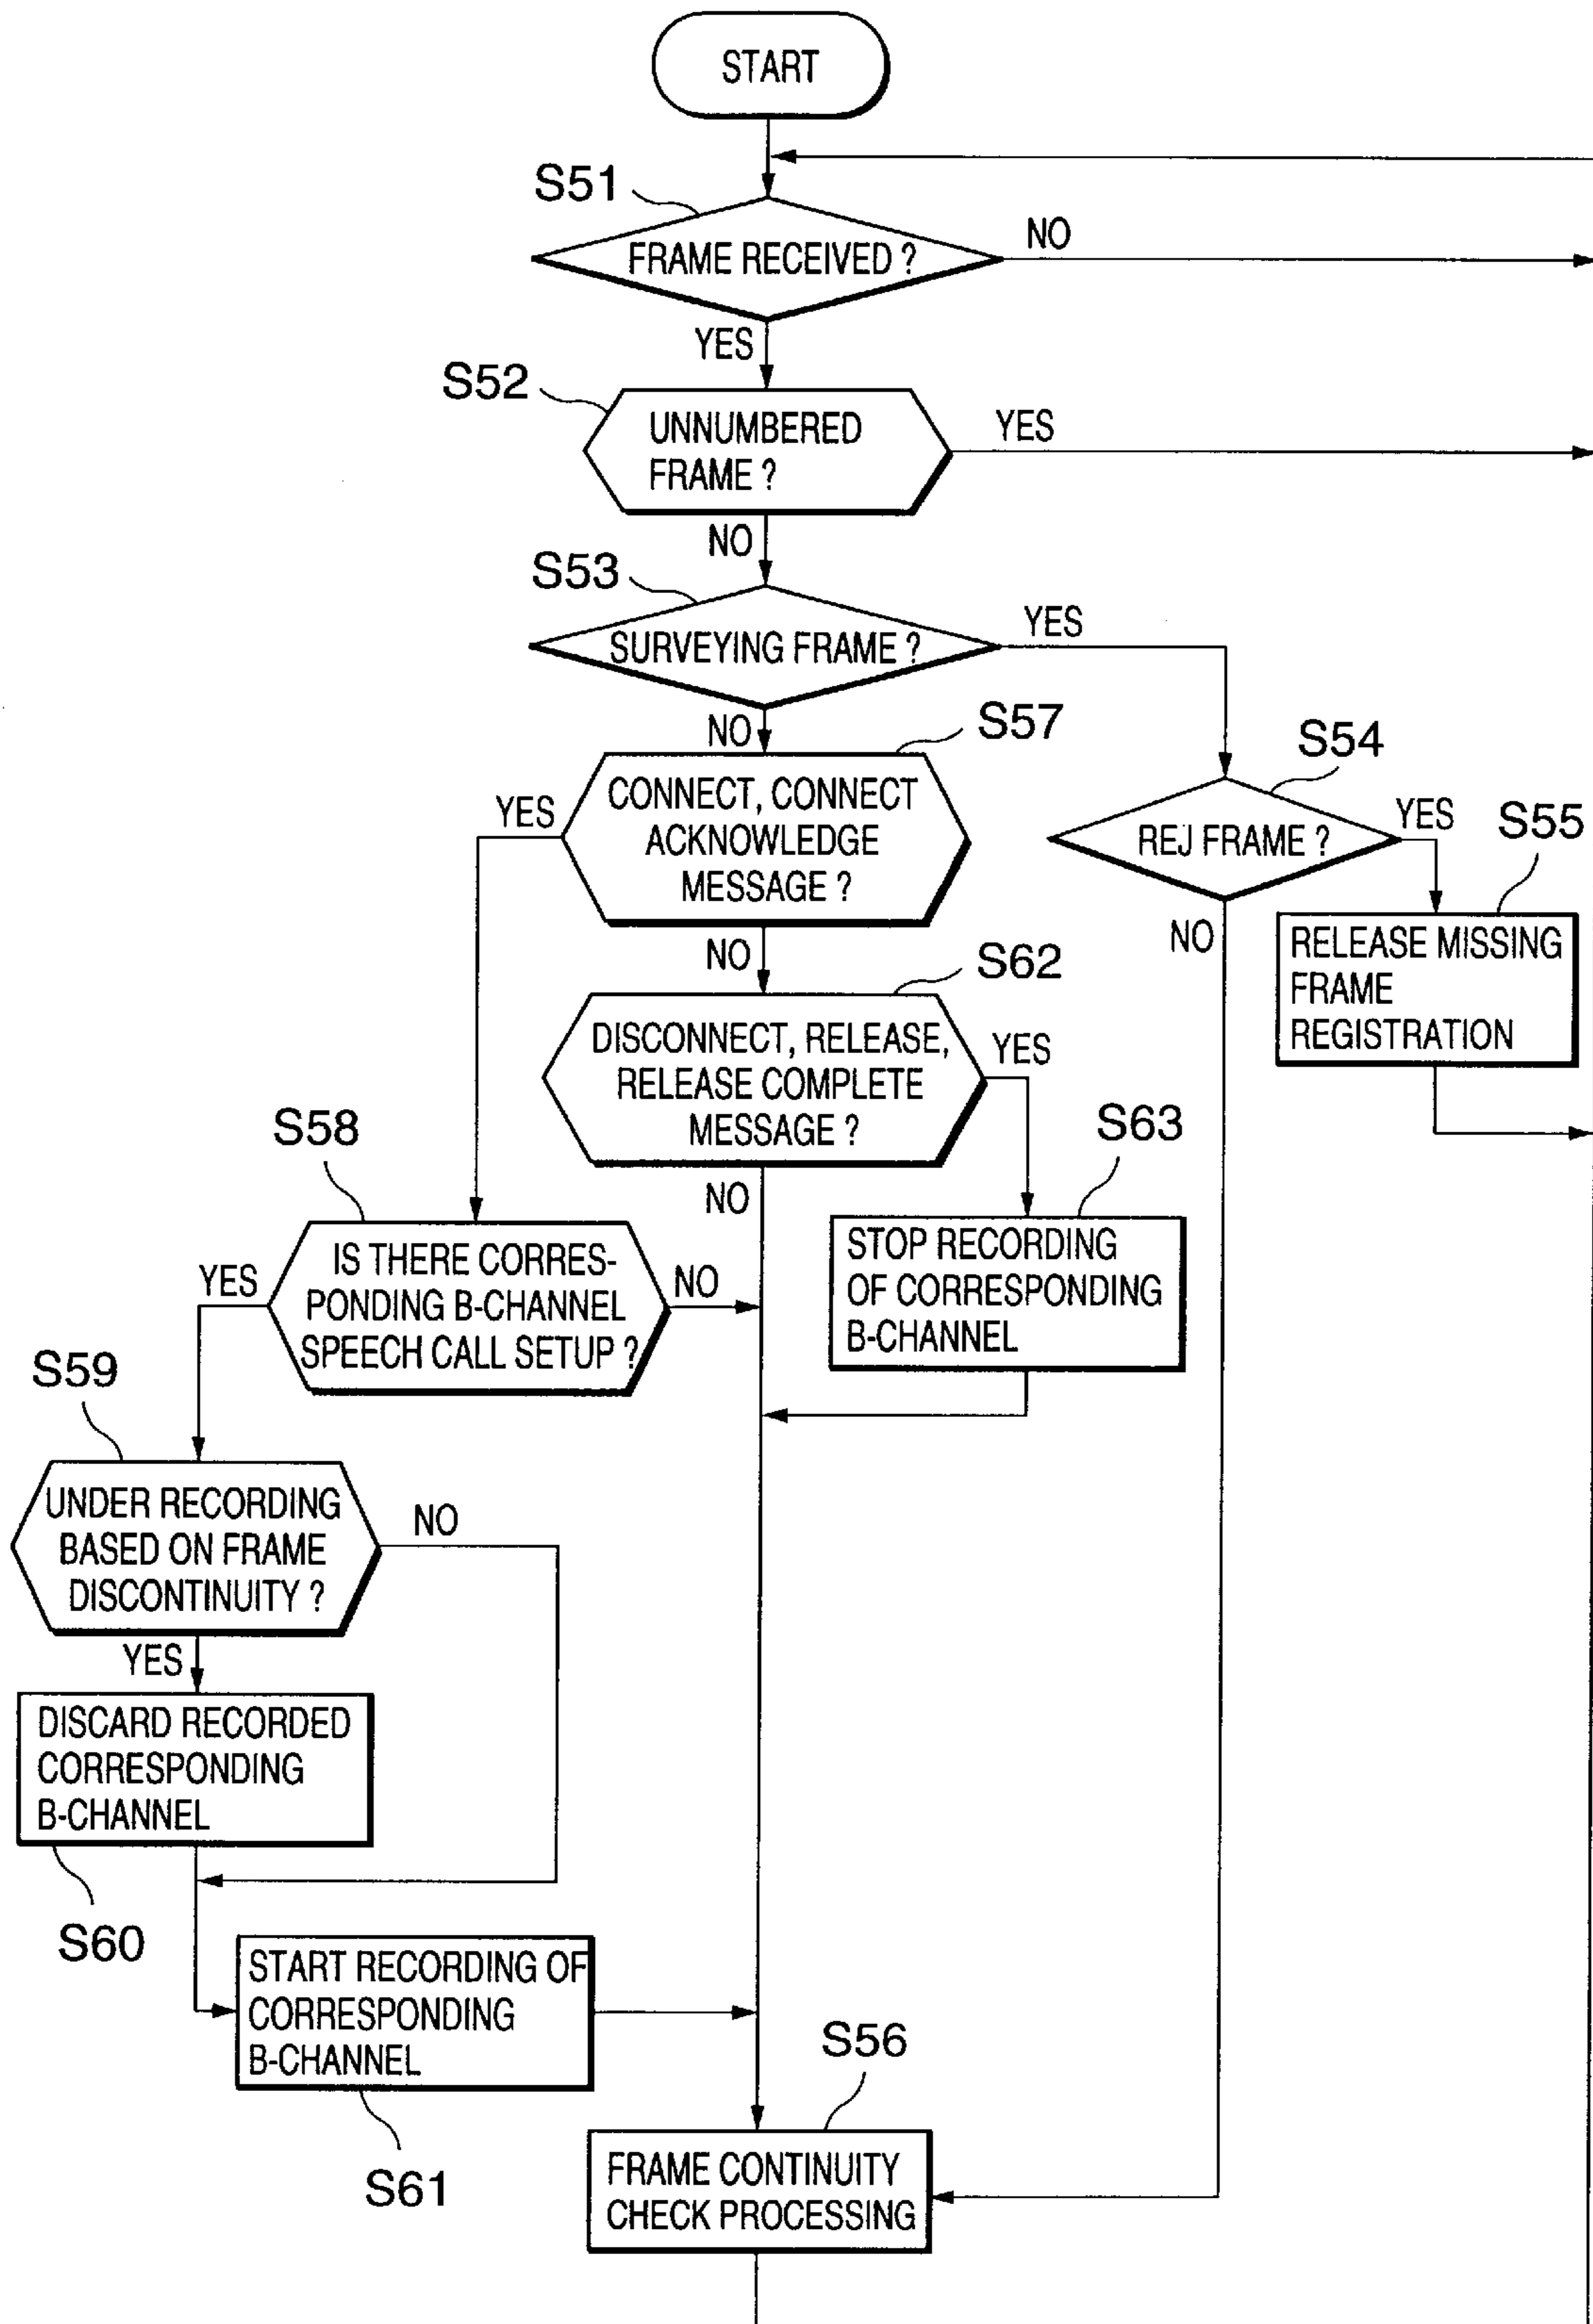 START
S51
FRAME RECEIVED ?
NO
YES
S52
UNNUMBERED
FRAME ?
YES
NO
S53
SURVEYING FRAME ?
YES
NO
S57
CONNECT, CONNECT
ACKNOWLEDGE
MESSAGE ?
YES
NO
S54
REJ FRAME ?
YES
NO
S55
RELEASE MISSING
FRAME
REGISTRATION
S62
DISCONNECT, RELEASE,
RELEASE COMPLETE
MESSAGE ?
YES
NO
S63
STOP RECORDING
OF CORRESPONDING
B-CHANNEL
S58
IS THERE CORRES-
PONDING B-CHANNEL
SPEECH CALL SETUP ?
YES
NO
S59
UNDER RECORDING
BASED ON FRAME
DISCONTINUITY ?
NO
YES
DISCARD RECORDED
CORRESPONDING
B-CHANNEL
S60
START RECORDING OF
CORRESPONDING
B-CHANNEL
S61
S56
FRAME CONTINUITY
CHECK PROCESSING